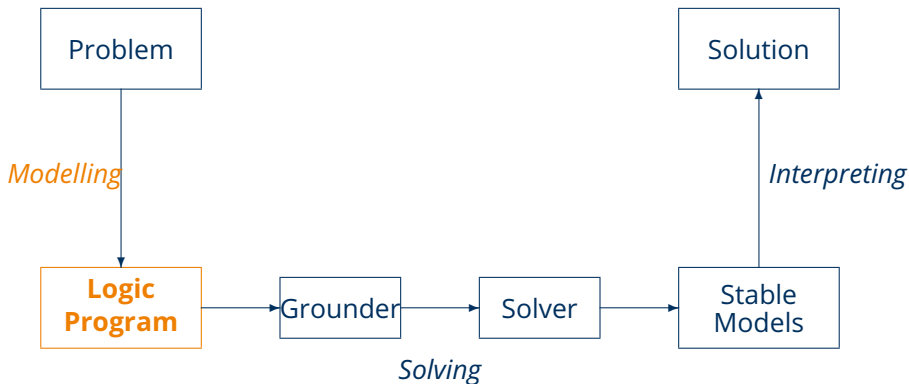 Problem
Solution
Modelling
Interpreting
Logic
Program
Grounder
Solver
Stable
Models
Solving